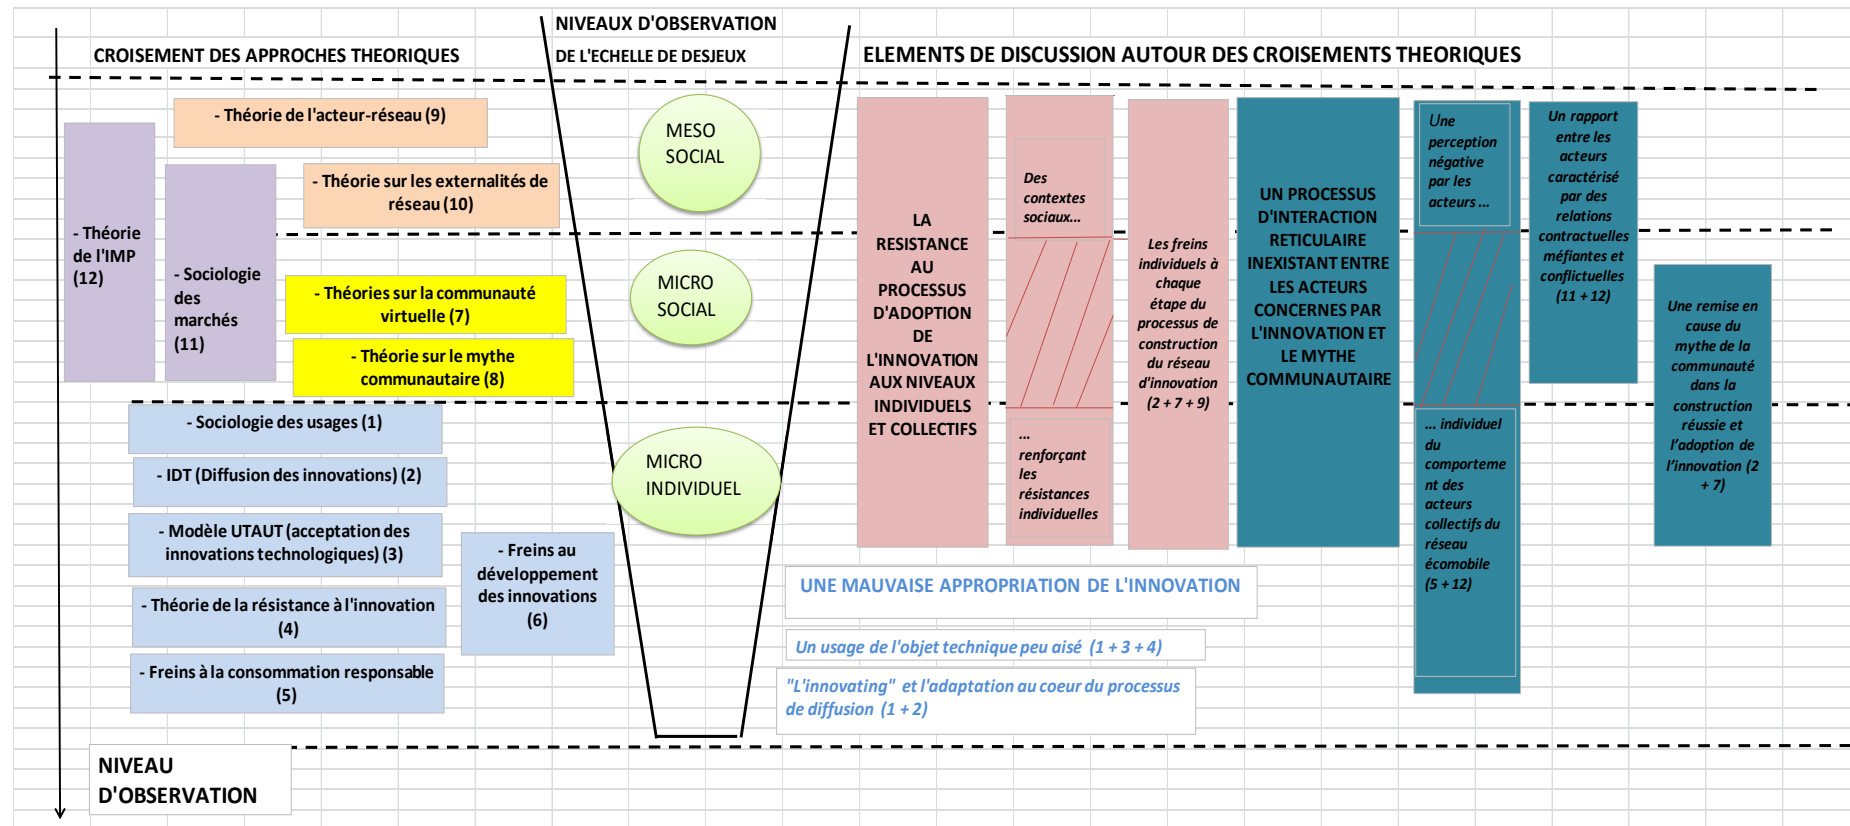 CROISEMENT DES APPROCHES THEORIQUES
NIVEAUX D'OBSERVATION
DE L'ECHELLE DE DESJEUX
ELEMENTS DE DISCUSSION AUTOUR DES CROISEMENTS THEORIQUES
- Théorie de l'acteur-réseau (9)
- Théorie sur les externalités de
réseau (10)
- Théorie
de l'IMP
(12)
- Sociologie
des
marchés
(11)
- Théories sur la communauté
virtuelle (7)
- Théorie sur le mythe
communautaire (8)
- Sociologie des usages (1)
- IDT (Diffusion des innovations) (2)
- Modèle UTAUT (acceptation des
innovations technologiques) (3)
- Théorie de la résistance à l'innovation
(4)
- Freins à la consommation responsable
(5)
- Freins au
développement
des innovations
(6)
MESO
SOCIAL
MICRO
SOCIAL
MICRO
INDIVIDUEL
LA
RESISTANCE
AU
PROCESSUS
D'ADOPTION
DE
L'INNOVATION
AUX NIVEAUX
INDIVIDUELS
ET COLLECTIFS
Des
contextes
sociaux...
...
renforçant
les
résistances
individuelles
Les freins
individuels à
chaque
étape du
processus de
construction
du réseau
d'innovation
(2 + 7 + 9)
UN PROCESSUS
D'INTERACTION
RETICULAIRE
INEXISTANT ENTRE
LES ACTEURS
CONCERNES PAR
L'INNOVATION ET
LE MYTHE
COMMUNAUTAIRE
Une
perception
négative
par les
acteurs ...
... individuel
du
comporteme
nt des
acteurs
collectifs du
réseau
écomobile
(5 + 12)
Un rapport
entre les
acteurs
caractérisé
par des
relations
contractuelles
méfiantes et
conflictuelles
(11 + 12)
Une remise en
cause du
mythe de la
communauté
dans la
construction
réussie et
l'adoption de
l'innovation (2
+ 7)
UNE MAUVAISE APPROPRIATION DE L'INNOVATION
Un usage de l'objet technique peu aisé (1 + 3 + 4)
"L'innovating" et l'adaptation au coeur du processus
de diffusion (1 + 2)
NIVEAU
D'OBSERVATION